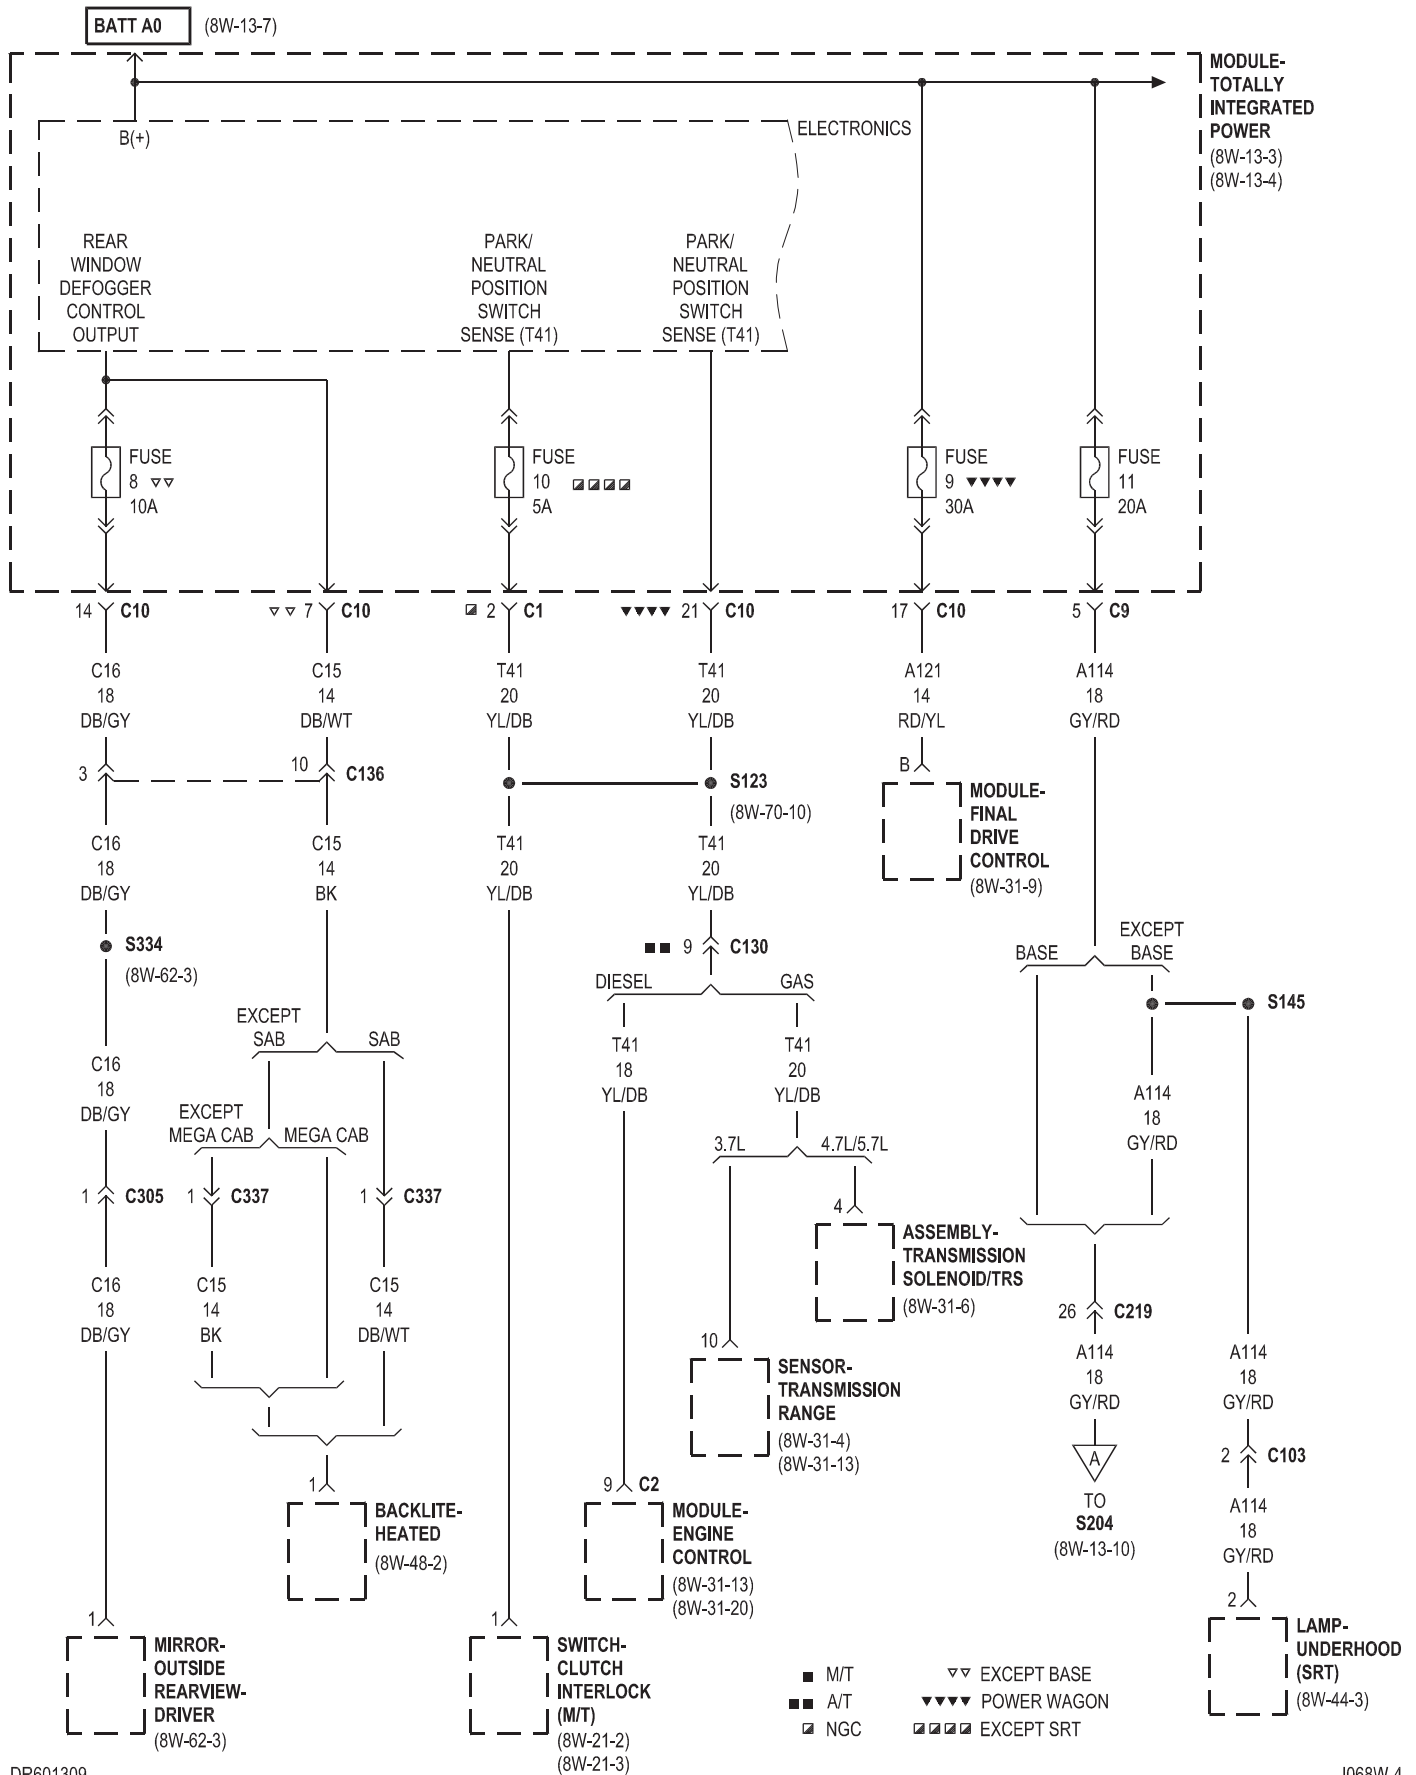 BATT A0 (8W-13-7)
MODULE-
TOTALLY
INTEGRATED
POWER
(8W-13-3)
(8W-13-4)
B(+)
ELECTRONICS
REAR
WINDOW
DEFOGGER
CONTROL
OUTPUT
PARK/
NEUTRAL
POSITION
SWITCH
SENSE (T41)
PARK/
NEUTRAL
POSITION
SWITCH
SENSE (T41)
FUSE
8
10A
FUSE
10
5A
FUSE
9
30A
FUSE
11
20A
14 C10
7 C10
2 C1
21 C10
17 C10
5 C9
C16
18
DB/GY
C15
14
DB/WT
T41
20
YL/DB
T41
20
YL/DB
A121
14
RD/YL
A114
18
GY/RD
3
10 C136
S123
(8W-70-10)
B
MODULE-
FINAL
DRIVE
CONTROL
(8W-31-9)
C16
18
DB/GY
C15
14
BK
T41
20
YL/DB
T41
20
YL/DB
S334
(8W-62-3)
9 C130
BASE
EXCEPT
BASE
DIESEL
GAS
S145
EXCEPT
SAB
SAB
C16
18
DB/GY
T41
18
YL/DB
T41
20
YL/DB
A114
18
GY/RD
EXCEPT
MEGA CAB
MEGA CAB
3.7L
4.7L/5.7L
1 C305
1 C337
1 C337
4
ASSEMBLY-
TRANSMISSION
SOLENOID/TRS
(8W-31-6)
C16
18
DB/GY
C15
14
BK
C15
14
DB/WT
26 C219
10
SENSOR-
TRANSMISSION
RANGE
(8W-31-4)
(8W-31-13)
A114
18
GY/RD
A114
18
GY/RD
A
TO
S204
(8W-13-10)
2 C103
A114
18
GY/RD
1
BACKLITE-
HEATED
(8W-48-2)
9 C2
MODULE-
ENGINE
CONTROL
(8W-31-13)
(8W-31-20)
2
LAMP-
UNDERHOOD
(SRT)
(8W-44-3)
1
MIRROR-
OUTSIDE
REARVIEW-
DRIVER
(8W-62-3)
1
SWITCH-
CLUTCH
INTERLOCK
(M/T)
(8W-21-2)
(8W-21-3)
M/T
A/T
NGC
EXCEPT BASE
POWER WAGON
EXCEPT SRT
DR601309
J068W-4